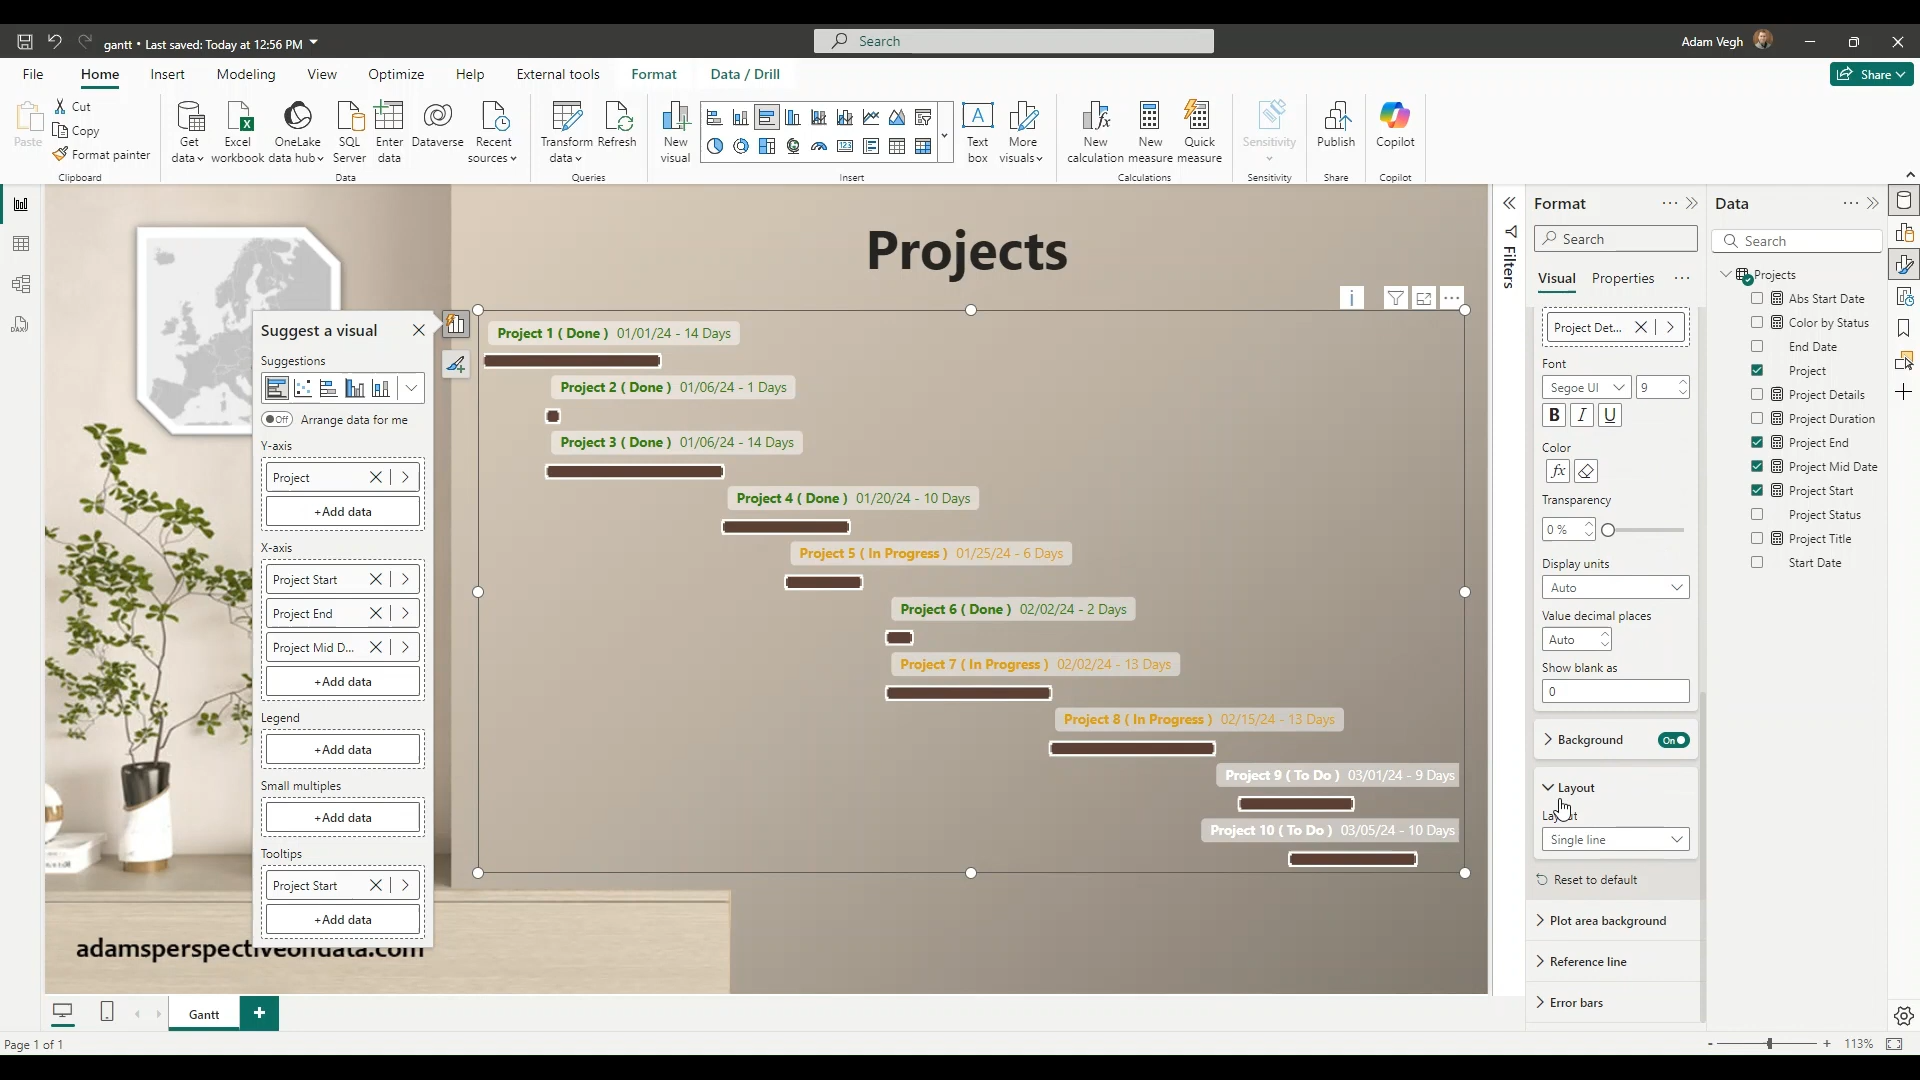 gantt • Last saved: Today at 12:56 PM
Search
Adam Vegh
File
Home
Insert
Modeling
View
Optimize
Help
External tools
Format
Data / Drill
Share
Paste
Cut
Copy
Format painter
Clipboard
Get data
Excel workbook
OneLake data hub
SQL Server
Enter data
Dataverse
Recent sources
Data
Transform data
Refresh
Queries
New visual
Text box
More visuals
Insert
New calculation
New measure
Quick measure
Calculations
Sensitivity
Sensitivity
Publish
Share
Copilot
Copilot
Projects
Project 1 ( Done ) 01/01/24 - 14 Days
Project 2 ( Done ) 01/06/24 - 1 Days
Project 3 ( Done ) 01/06/24 - 14 Days
Project 4 ( Done ) 01/20/24 - 10 Days
Project 5 ( In Progress ) 01/25/24 - 6 Days
Project 6 ( Done ) 02/02/24 - 2 Days
Project 7 ( In Progress ) 02/02/24 - 13 Days
Project 8 ( In Progress ) 02/15/24 - 13 Days
Project 9 ( To Do ) 03/01/24 - 9 Days
Project 10 ( To Do ) 03/05/24 - 10 Days
Suggest a visual
Suggestions
Off
Arrange data for me
Y-axis
Project
+Add data
X-axis
Project Start
Project End
Project Mid D...
+Add data
Legend
+Add data
Small multiples
+Add data
Tooltips
Project Start
+Add data
adamsperspectiveondata.com
Filters
Format
Search
Visual
Properties
Project Det...
Font
Segoe UI
9
B
I
U
Color
fx
Transparency
0 %
Display units
Auto
Value decimal places
Auto
Show blank as
0
Background
On
Layout
Layout
Single line
Reset to default
Plot area background
Reference line
Error bars
Data
Search
Projects
Abs Start Date
Color by Status
End Date
Project
Project Details
Project Duration
Project End
Project Mid Date
Project Start
Project Status
Project Title
Start Date
DAX
Gantt
Page 1 of 1
- + 113%